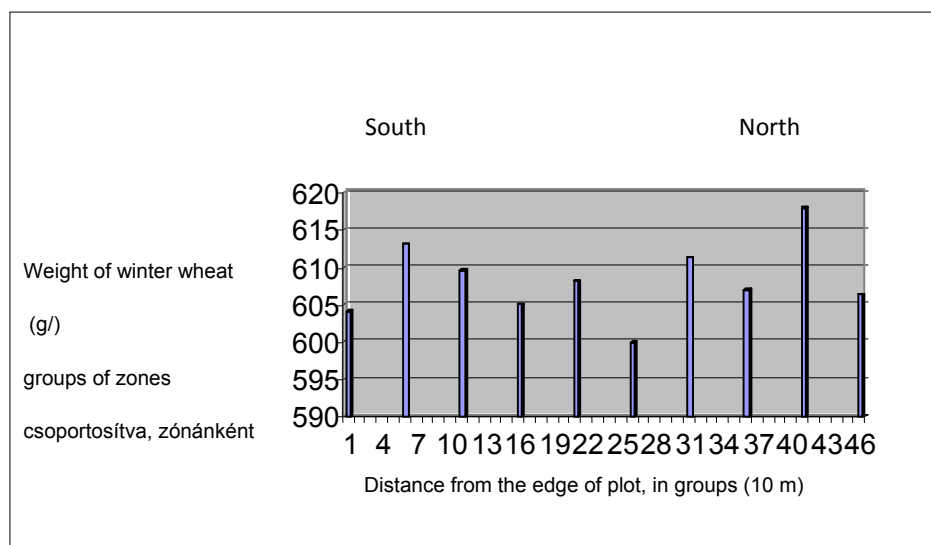 South North
620
615
610
605
600
595
590
Weight of winter wheat
(g/)
groups of zones
csoportosítva, zónánként
1 4 7 10 13 16 19 22 25 28 31 34 37 40 43 46
Distance from the edge of plot, in groups (10 m)